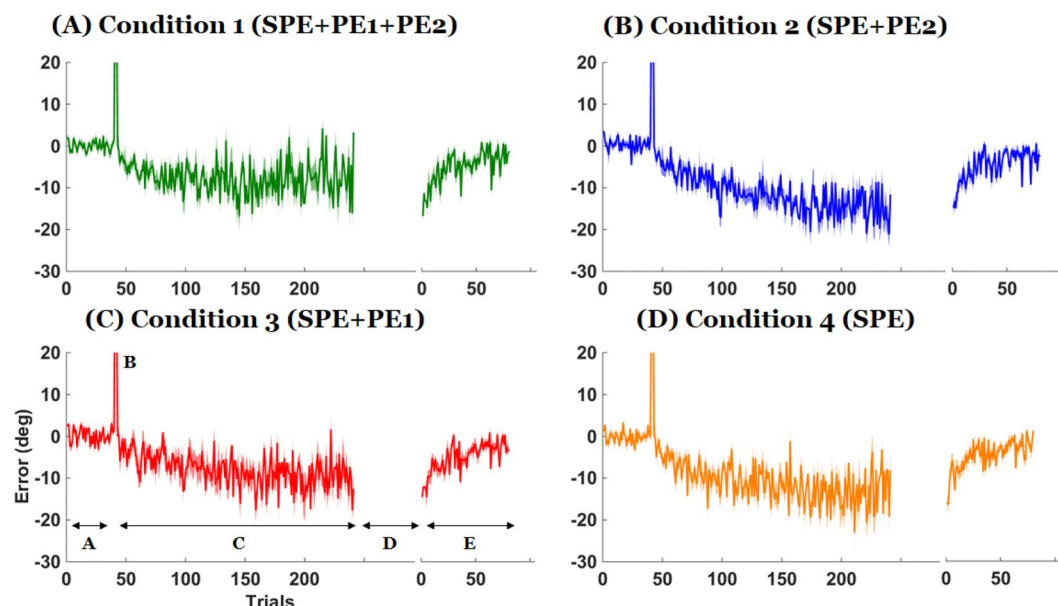 (A) Condition 1 (SPE+PE1+PE2)
20
10
0
-10
-20
-30
0 50 100 150 200 0 50
(B) Condition 2 (SPE+PE2)
20
10
0
-10
-20
-30
0 50 100 150 200 0 50
(C) Condition 3 (SPE+PE1)
20
10
0
-10
-20
-30
Error (deg)
B
A C D E
0 50 100 150 200 0 50
Trials
(D) Condition 4 (SPE)
20
10
0
-10
-20
-30
0 50 100 150 200 0 50